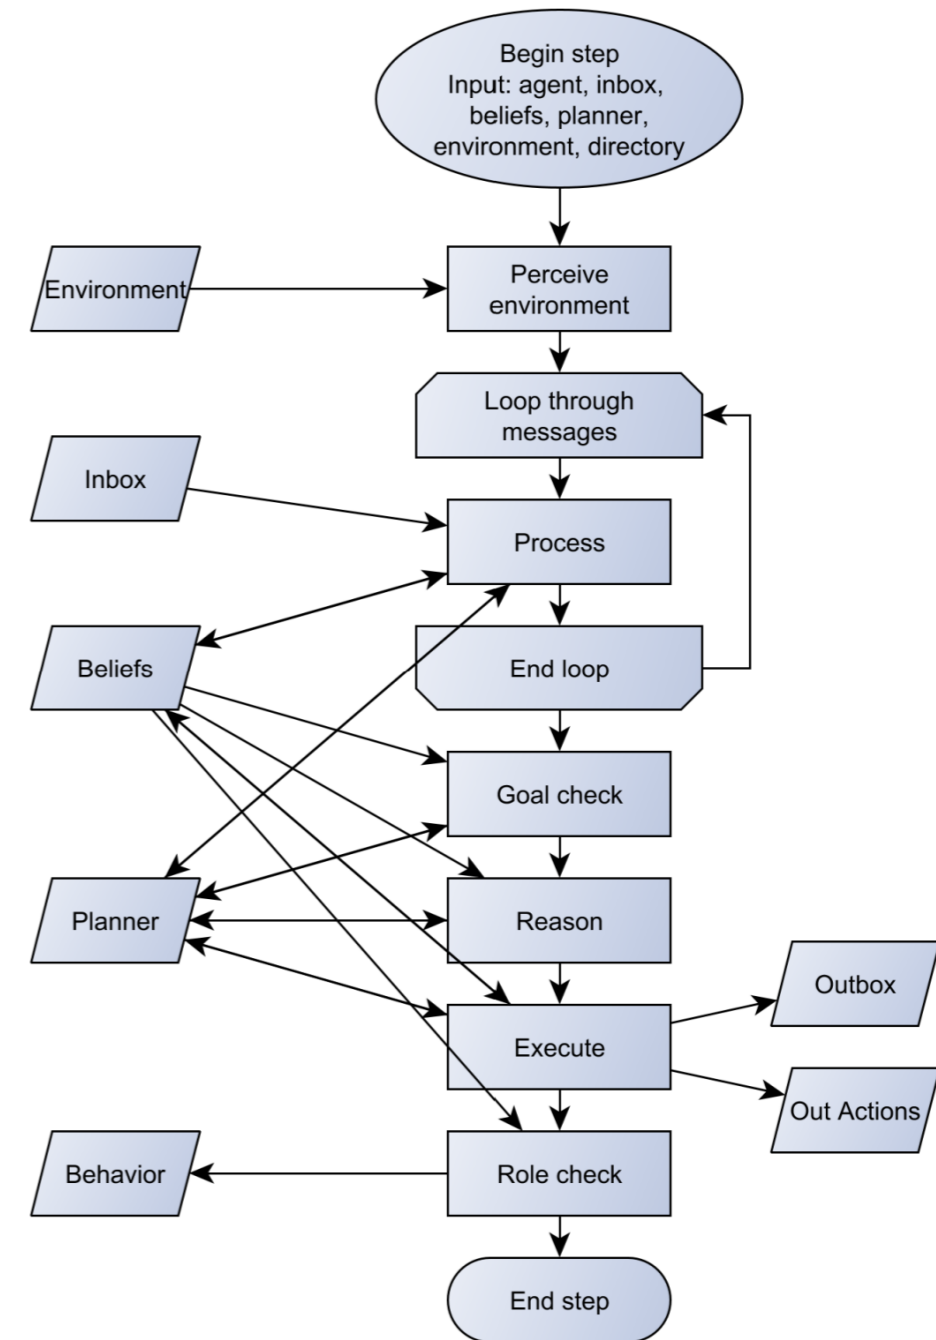 Begin step
Input: agent, inbox,
beliefs, planner,
environment, directory
Environment
Perceive
environment
Loop through
messages
Inbox
Process
Beliefs
End loop
Goal check
Planner
Reason
Outbox
Execute
Out Actions
Behavior
Role check
End step